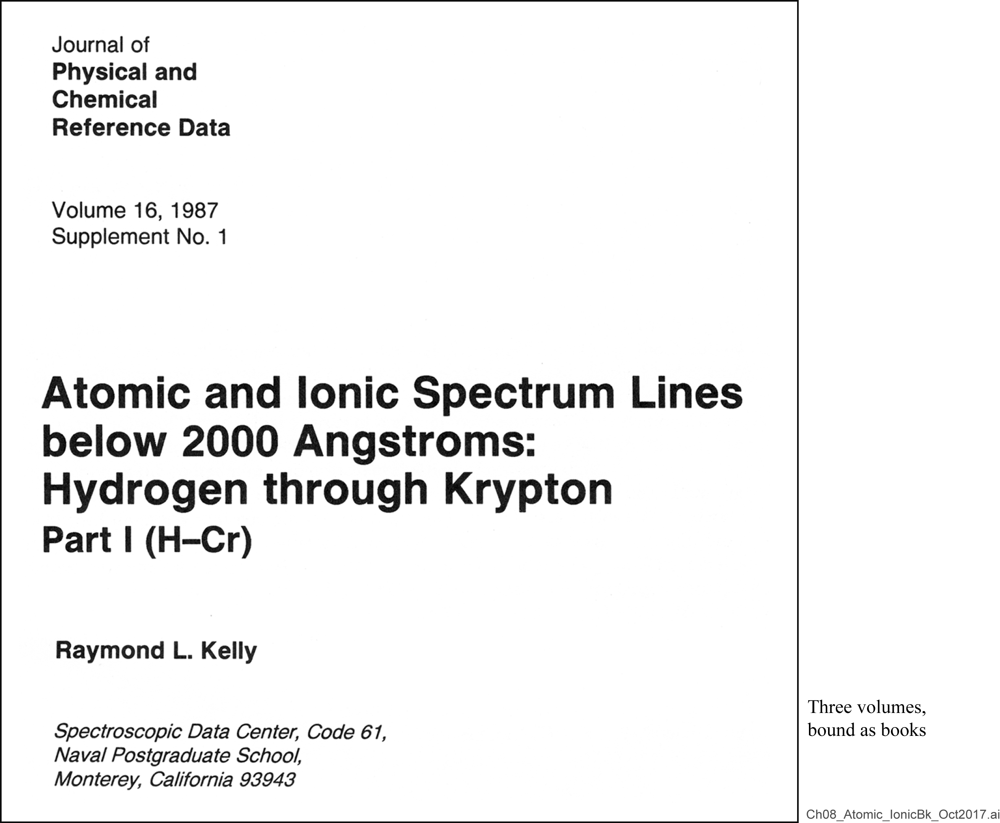 Journal of
Physical and
Chemical
Reference Data
Volume 16, 1987
Supplement No. 1
Atomic and Ionic Spectrum Lines
below 2000 Angstroms:
Hydrogen through Krypton
Part I (H–Cr)
Raymond L. Kelly
Spectroscopic Data Center, Code 61,
Naval Postgraduate School,
Monterey, California 93943
Three volumes,
bound as books
Ch08_Atomic_IonicBk_Oct2017.ai